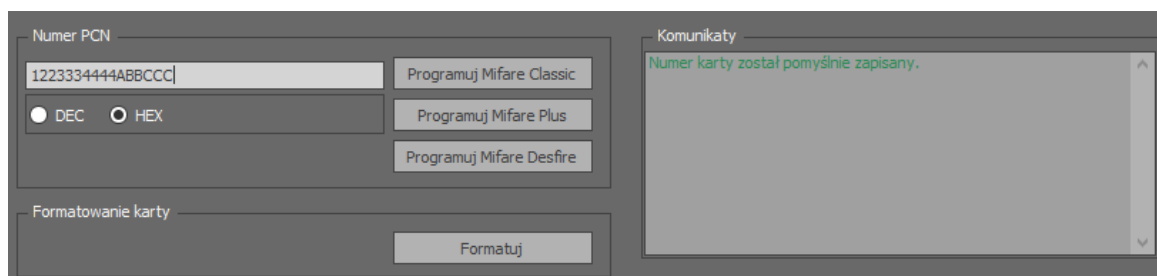 Numer PCN
1223334444ABBCCC
DEC HEX
Programuj Mifare Classic
Programuj Mifare Plus
Programuj Mifare Desfire
Formatowanie karty
Formatuj
Komunikaty
Numer karty został pomyślnie zapisany.